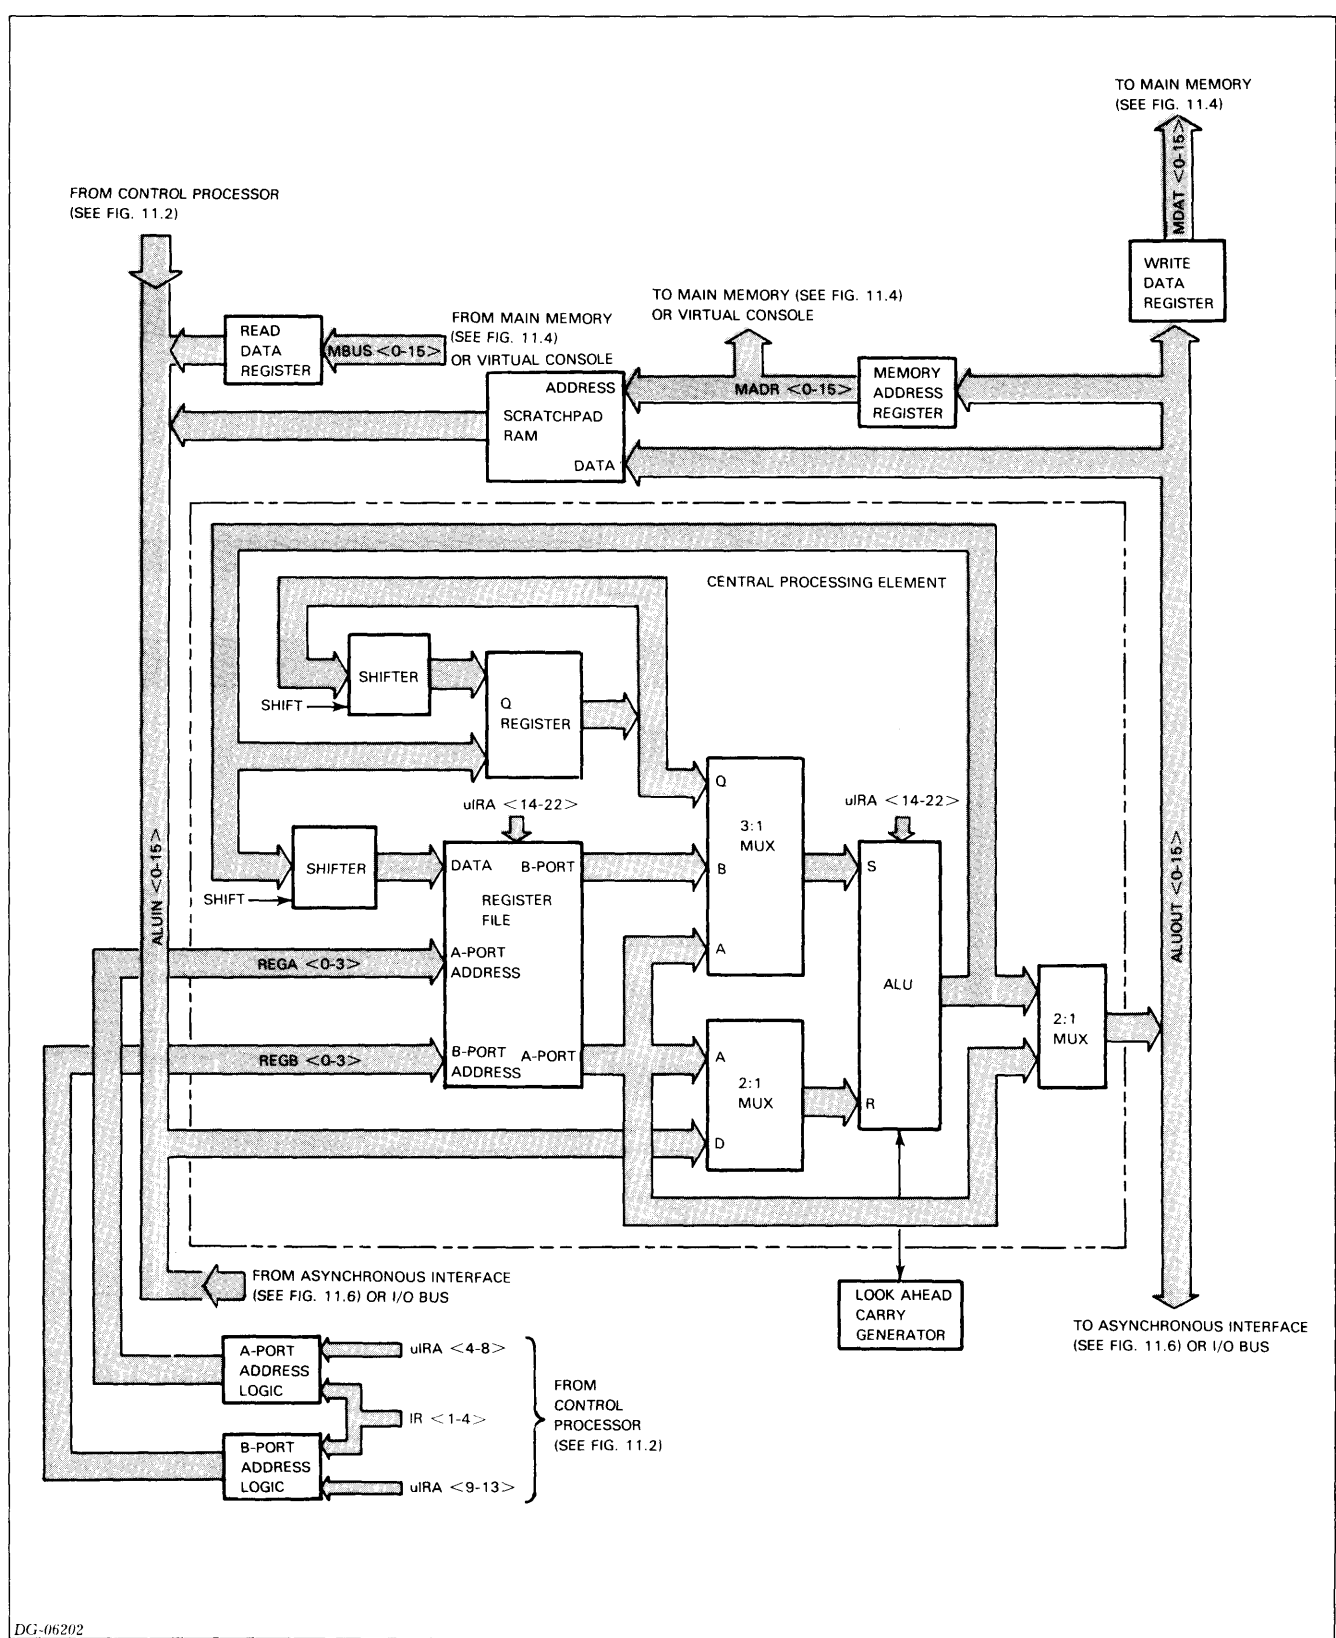 TO MAIN MEMORY
(SEE FIG. 11.4)
MDAT <0-15>
FROM CONTROL PROCESSOR
(SEE FIG. 11.2)
WRITE
DATA
REGISTER
TO MAIN MEMORY (SEE FIG. 11.4)
OR VIRTUAL CONSOLE
FROM MAIN MEMORY
(SEE FIG. 11.4)
OR VIRTUAL CONSOLE
READ
DATA
REGISTER
MBUS <0-15>
ADDRESS
SCRATCHPAD
RAM
DATA
MADR <0-15>
MEMORY
ADDRESS
REGISTER
CENTRAL PROCESSING ELEMENT
SHIFTER
SHIFT
Q
REGISTER
uIRA <14-22>
uIRA <14-22>
Q
3:1
MUX
B
A
SHIFTER
SHIFT
DATA
B-PORT
REGISTER
FILE
A-PORT
ADDRESS
B-PORT
ADDRESS
A-PORT
S
ALU
R
ALUIN <0-15>
ALUOUT <0-15>
REGA <0-3>
REGB <0-3>
A
2:1
MUX
D
2:1
MUX
FROM ASYNCHRONOUS INTERFACE
(SEE FIG. 11.6) OR I/O BUS
LOOK AHEAD
CARRY
GENERATOR
TO ASYNCHRONOUS INTERFACE
(SEE FIG. 11.6) OR I/O BUS
A-PORT
ADDRESS
LOGIC
uIRA <4-8>
IR <1-4>
B-PORT
ADDRESS
LOGIC
uIRA <9-13>
FROM
CONTROL
PROCESSOR
(SEE FIG. 11.2)
DG-06202